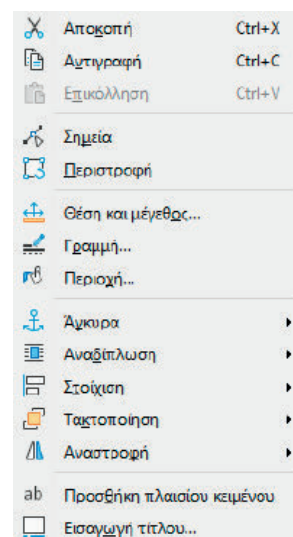 Αποκοπή Ctrl+X
Αντιγραφή Ctrl+C
Επικόλληση Ctrl+V
Σημεία
Περιστροφή
Θέση και μέγεθος...
Γραμμή...
Περιοχή...
Άγκυρα
Αναδίπλωση
Στοίχιση
Τακτοποίηση
Αναστροφή
ab Προσθήκη πλαισίου κειμένου
Εισαγωγή τίτλου...